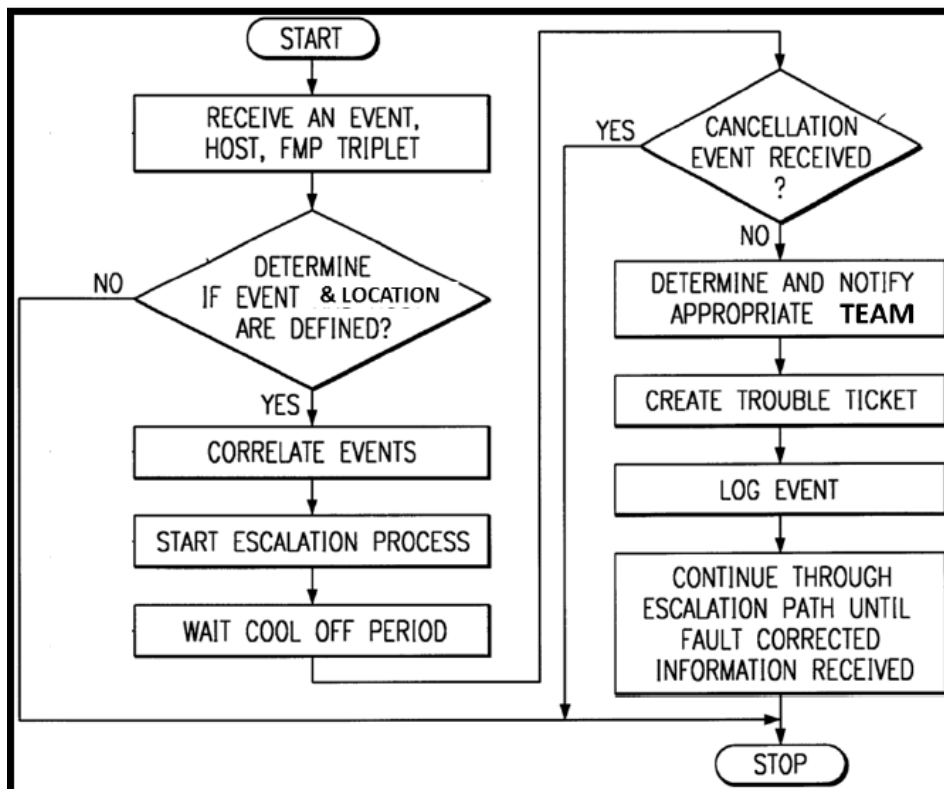 START
RECEIVE AN EVENT,
HOST, FMP TRIPLET
NO
DETERMINE
IF EVENT & LOCATION
ARE DEFINED?
YES
CORRELATE EVENTS
START ESCALATION PROCESS
WAIT COOL OFF PERIOD
YES
CANCELLATION
EVENT RECEIVED
?
NO
DETERMINE AND NOTIFY
APPROPRIATE TEAM
CREATE TROUBLE TICKET
LOG EVENT
CONTINUE THROUGH
ESCALATION PATH UNTIL
FAULT CORRECTED
INFORMATION RECEIVED
STOP